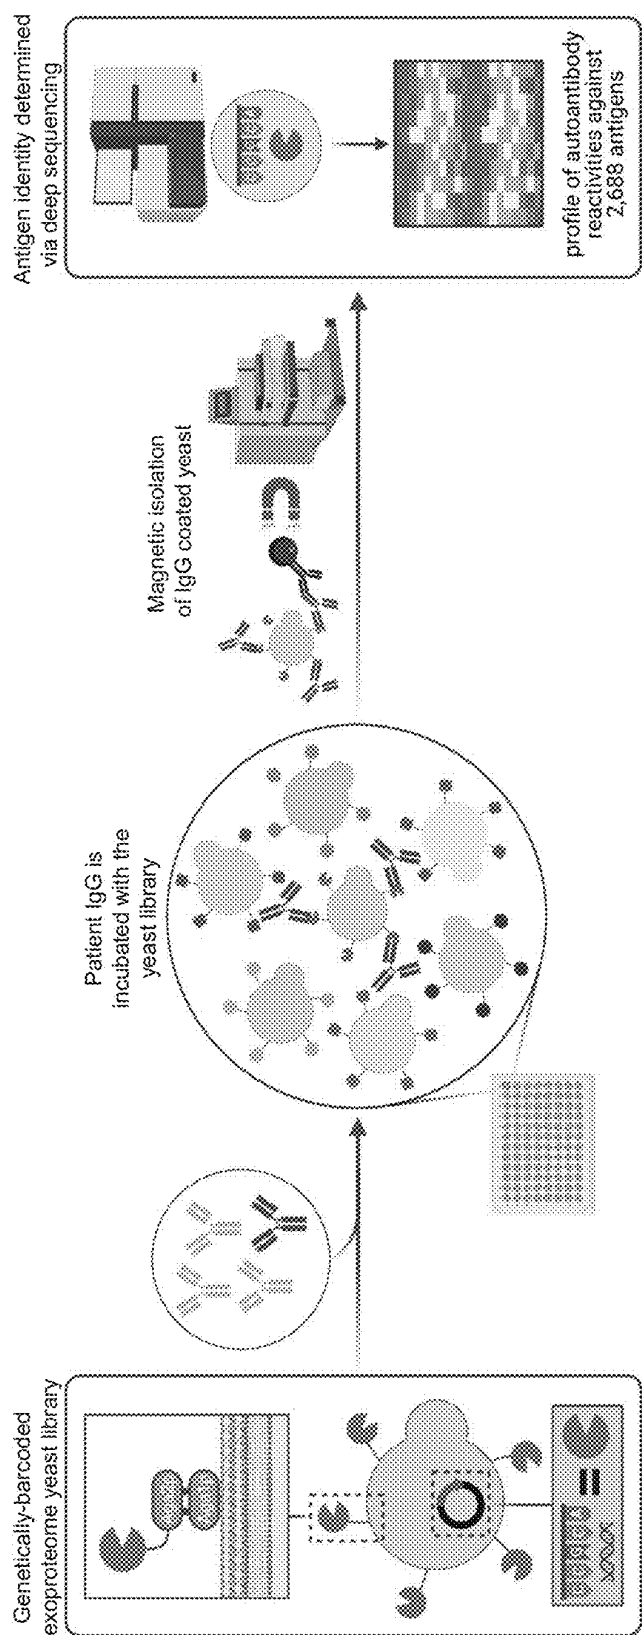 Genetically-barcoded
exoproteome yeast library
Patient IgG is
incubated with the
yeast library
Magnetic isolation
of IgG coated yeast
Antigen identity determined
via deep sequencing
profile of autoantibody
reactivities against
2,688 antigens